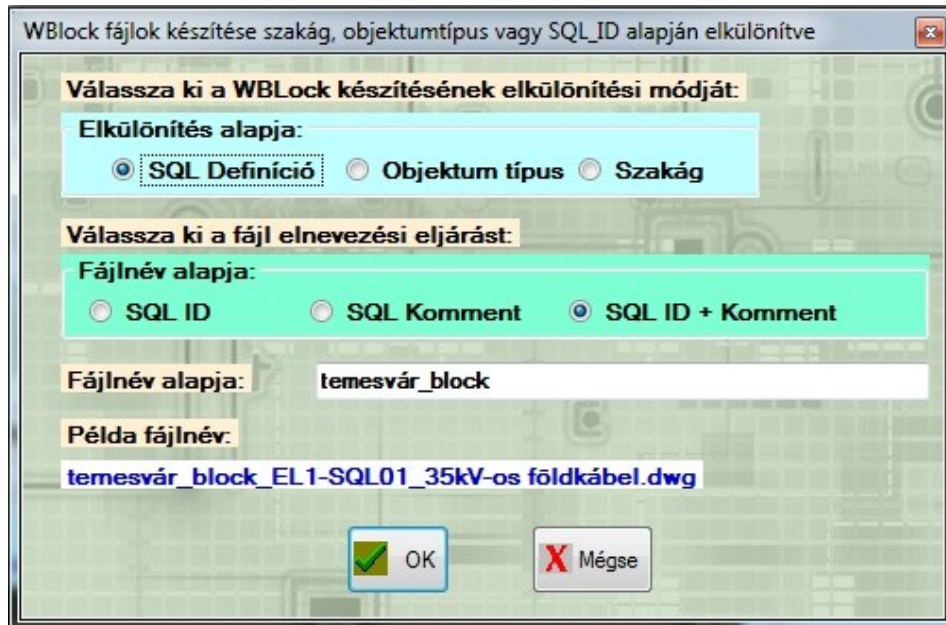 WBlock fájlok készítése szakág, objektumtípus vagy SQL_ID alapján elkülönítve
Válassza ki a WBLock készítésének elkülönítési módját:
Elkülönítés alapja:
SQL Definíció Objektum típus Szakág
Válassza ki a fájl elnevezési eljárást:
Fájlnév alapja:
SQL ID SQL Komment SQL ID + Komment
Fájlnév alapja: temesvár_block
Példa fájlnév:
temesvár_block_EL1-SQL01_35kV-os földkábel.dwg
OK X Mégse